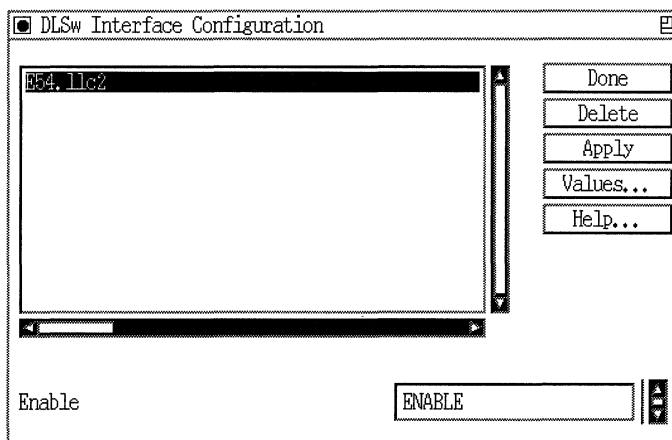 DLSw Interface Configuration
E54.llc2
Done
Delete
Apply
Values...
Help...
Enable
ENABLE